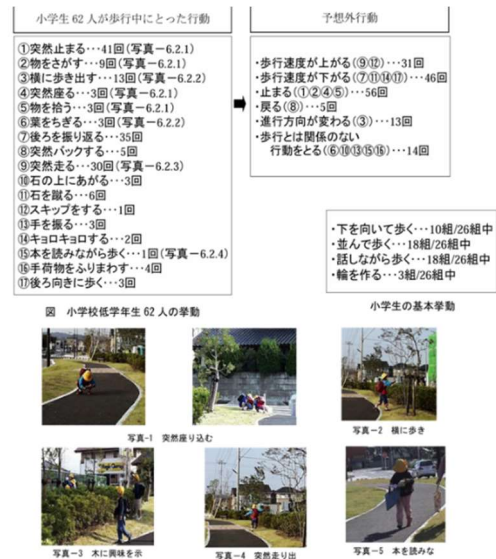 小学生62人が歩行中にとった行動
①突然止まる・・・41回(写真−6.2.1)
②物をさがす・・・9回(写真−6.2.1)
③横に歩き出す・・・13回(写真−6.2.2)
④突然座る・・・3回(写真−6.2.1)
⑤物を拾う・・・3回(写真−6.2.1)
⑥葉をちぎる・・・3回(写真−6.2.2)
⑦後ろを振り返る・・・35回
⑧突然バックする・・・5回
⑨突然走る・・・30回(写真−6.2.3)
⑩石の上にあがる・・・3回
⑪石を蹴る・・・6回
⑫スキップをする・・・1回
⑬手を振る・・・3回
⑭キョロキョロする・・・2回
⑮本を読みながら歩く・・・1回(写真−6.2.4)
⑯手荷物をふりまわす・・・4回
⑰後ろ向きに歩く・・・3回
予想外行動
・歩行速度が上がる(⑨⑫)・・・31回
・歩行速度が下がる(⑦⑪⑭⑰)・・・46回
・止まる(①②④⑤)・・・56回
・戻る(⑧)・・・5回
・進行方向が変わる(③)・・・13回
・歩行とは関係のない
行動をとる(⑥⑩⑬⑮⑯)・・・14回
・下を向いて歩く・・・10組/26組中
・並んで歩く・・・18組/26組中
・話しながら歩く・・・18組/26組中
・輪を作る・・・3組/26組中
図 小学校低学年生62人の挙動
小学生の基本挙動
写真−1 突然座り込む
写真−2 横に歩き
写真−3 木に興味を示
写真−4 突然走り出
写真−5 本を読みな